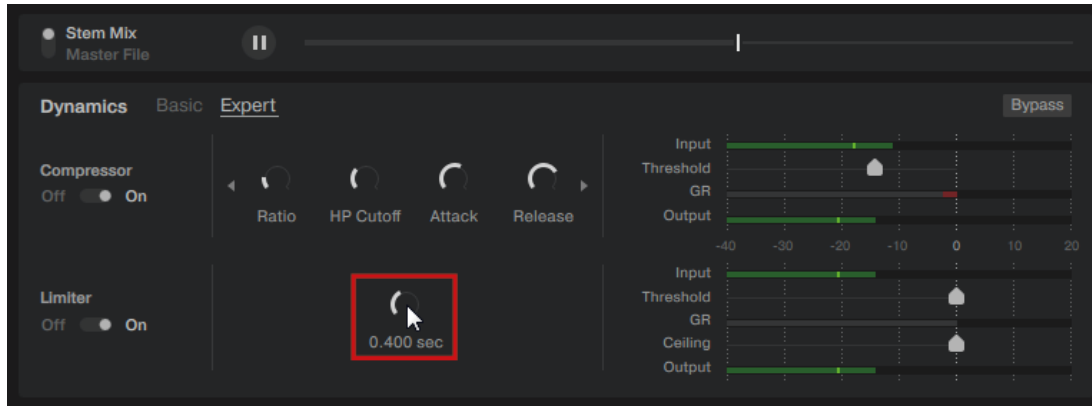 Stem Mix
Master File
Dynamics Basic Expert Bypass
Compressor
Off On
Ratio HP Cutoff Attack Release
Input
Threshold
GR
Output
-40 -30 -20 -10 0 10 20
Limiter
Off On
0.400 sec
Input
Threshold
GR
Ceiling
Output